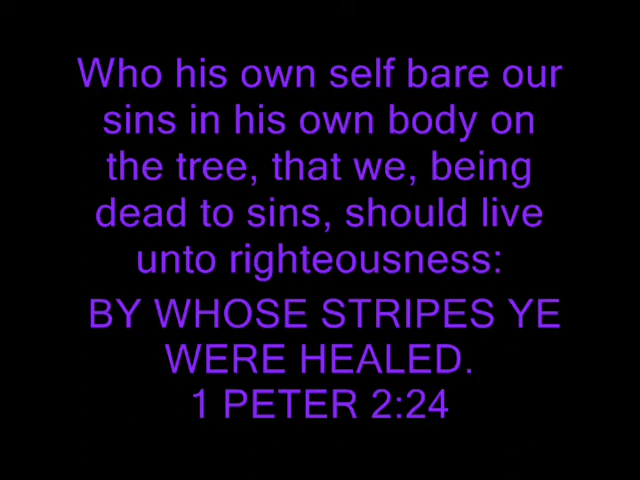 Who his own self bare our
sins in his own body on
the tree, that we, being
dead to sins, should live
unto righteousness:
BY WHOSE STRIPES YE
WERE HEALED.
1 PETER 2:24